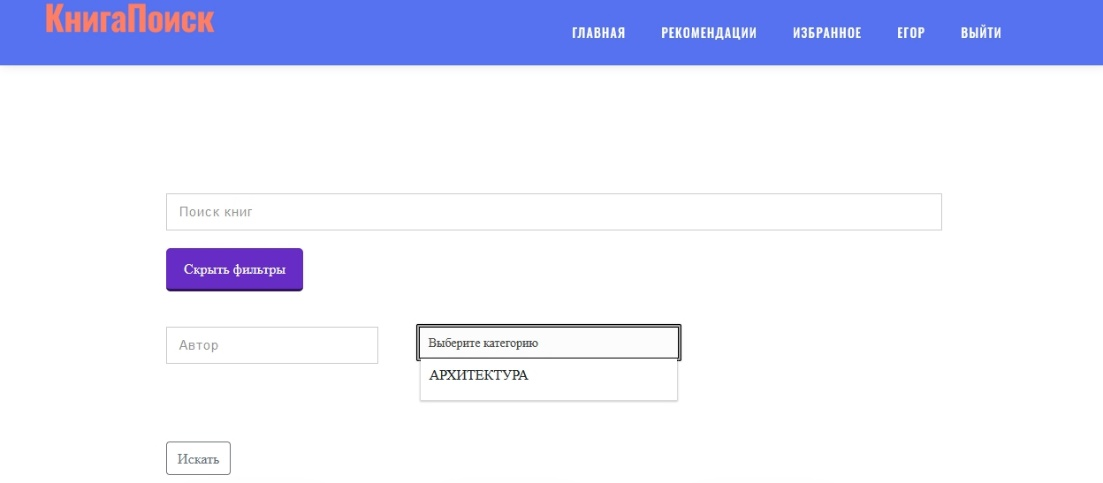 КнигаПоиск
ГЛАВНАЯ РЕКОМЕНДАЦИИ ИЗБРАННОЕ ЕГОР ВЫЙТИ
Поиск книг
Скрыть фильтры
Автор Выберите категорию
АРХИТЕКТУРА
Искать